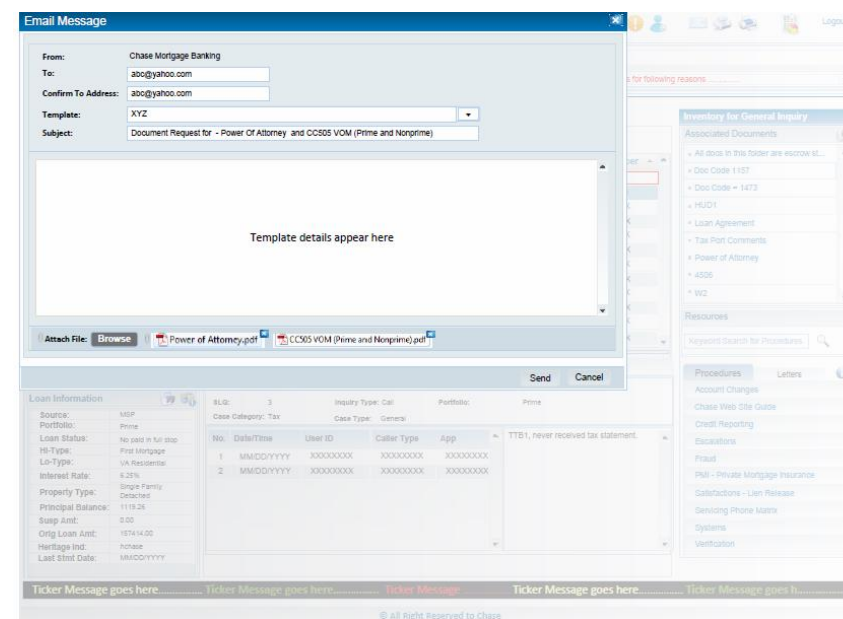 Email Message
Logou
From: Chase Mortgage Banking
To: abc@yahoo.com
Confirm To Address: abc@yahoo.com
Template: XYZ
Subject: Document Request for - Power Of Attorney and CC505 VOM (Prime and Nonprime)
Template details appear here
Attach File: Browse Power of Attorney.pdf CC505 VOM (Prime and Nonprime).pdf
Send Cancel
s for following reasons
Inventory for General Inquiry
Associated Documents
All docs in this folder are escrow st...
Doc Code 1157
Doc Code = 1473
HUD1
Loan Agreement
Tax Port Comments
Power of Attorney
4506
W2
Resources
Keyword Search for Procedures
Procedures Letters
Account Changes
Chase Web Site Guide
Credit Reporting
Escalations
Fraud
PMI - Private Mortgage Insurance
Satisfactions - Lien Release
Servicing Phone Matrix
Systems
Verification
Loan Information
Source: MSP
Portfolio: Prime
Loan Status: No paid in full stop
Hi-Type: First Mortgage
Lo-Type: VA Residential
Interest Rate: 6.25%
Property Type: Single Family Detached
Principal Balance: 1119.26
Susp Amt: 0.00
Orig Loan Amt: 157414.00
Heritage Ind: hchase
Last Stmt Date: MM/DD/YYYY
SLQ: 3 Inquiry Type: Call Portfolio: Prime
Case Category: Tax Case Type: General
No. Date/Time User ID Caller Type App
1 MM/DD/YYYY XXXXXXXX XXXXXXXX XXXXXXXX
2 MM/DD/YYYY XXXXXXXX XXXXXXXX XXXXXXXX
TTB1, never received tax statement.
Ticker Message goes here............. Ticker Message goes here............. Ticker Message Ticker Message goes here............. Ticker Message goes h
© All Right Reserved to Chase